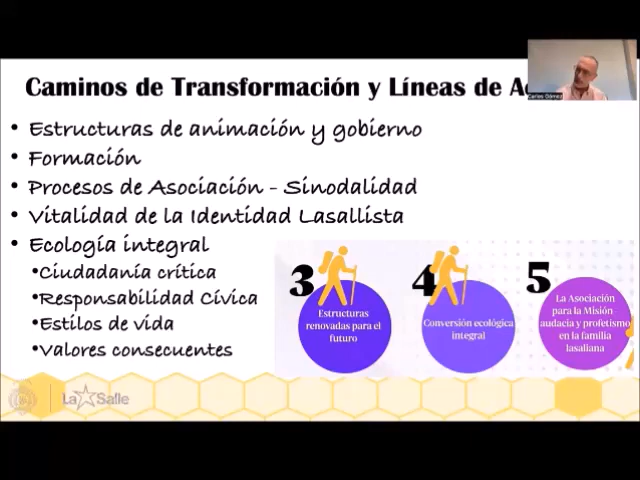 Caminos de Transformación y Líneas de A
Carlos Gómez
• Estructuras de animación y gobierno
• Formación
• Procesos de Asociación - Sinodalidad
• Vitalidad de la Identidad Lasallista
• Ecología integral
•Ciudadanía crítica
•Responsabilidad Cívica
•Estilos de vida
•Valores consecuentes
3
Estructuras
renovadas para el
futuro
4
Conversión ecológica
integral
5
La Asociación
para la Misión
audacia y profetismo
en la familia
lasaliana
La Salle